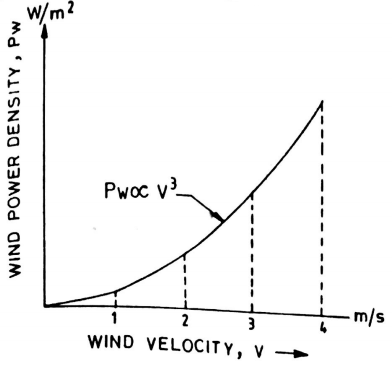 W/m²
WIND POWER DENSITY, Pw
Pw∝ V³
1 2 3 4 m/s
WIND VELOCITY, V →